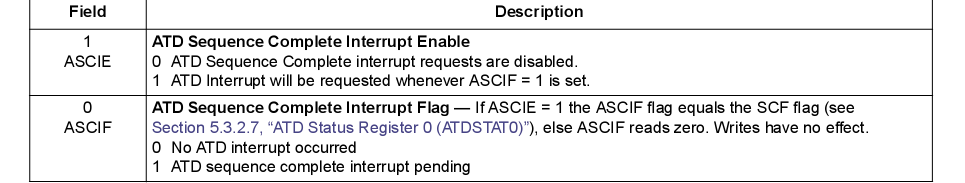 Field Description
1 ATD Sequence Complete Interrupt Enable
ASCIE 0 ATD Sequence Complete interrupt requests are disabled.
1 ATD Interrupt will be requested whenever ASCIF = 1 is set.
0 ATD Sequence Complete Interrupt Flag — If ASCIE = 1 the ASCIF flag equals the SCF flag (see
ASCIF Section 5.3.2.7, “ATD Status Register 0 (ATDSTAT0)”), else ASCIF reads zero. Writes have no effect.
0 No ATD interrupt occurred
1 ATD sequence complete interrupt pending